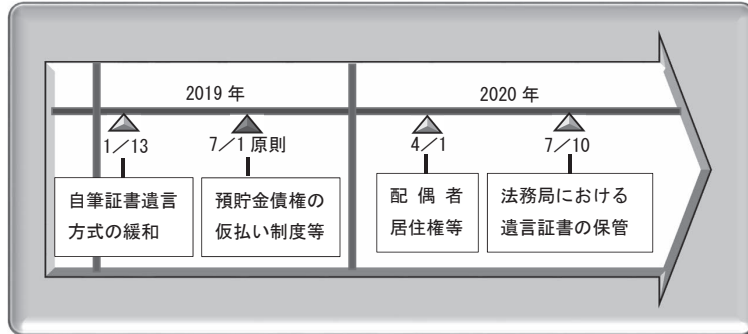 2019 年
2020 年
1／13
7／1 原則
4／1
7／10
自筆証書遺言
方式の緩和
預貯金債権の
仮払い制度等
配 偶 者
居住権等
法務局における
遺言証書の保管